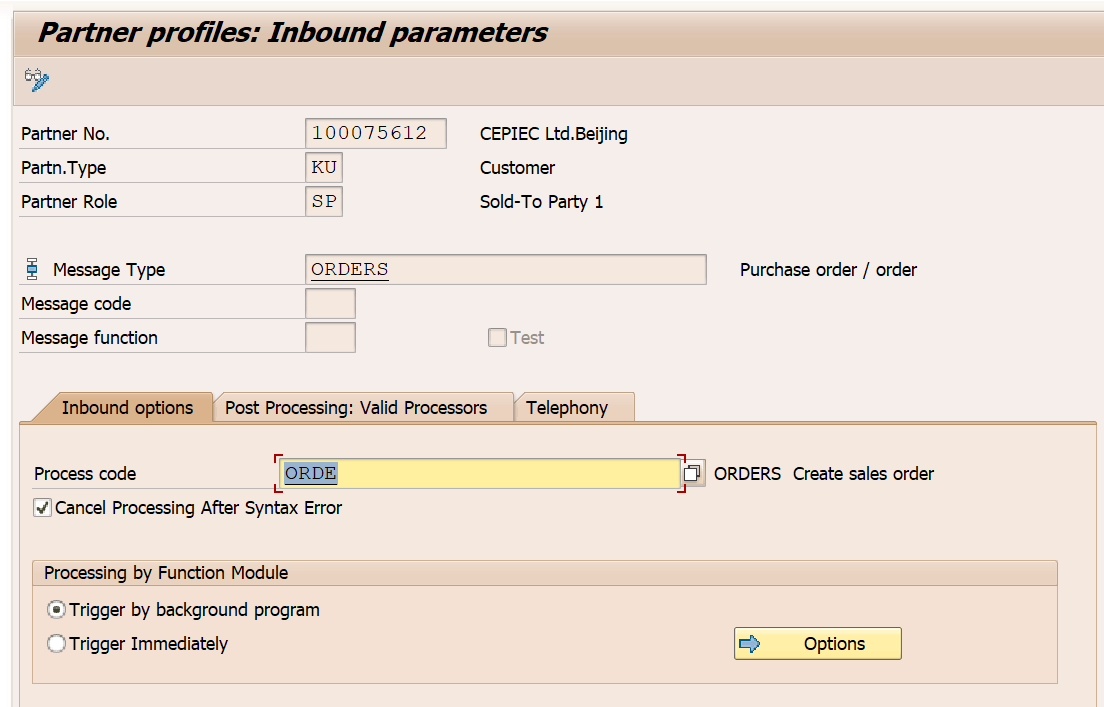 Partner profiles: Inbound parameters
Partner No. 100075612 CEPIEC Ltd.Beijing
Partn.Type KU Customer
Partner Role SP Sold-To Party 1
Message Type ORDERS Purchase order / order
Message code
Message function Test
Inbound options Post Processing: Valid Processors Telephony
Process code ORDE ORDERS Create sales order
Cancel Processing After Syntax Error
Processing by Function Module
Trigger by background program
Trigger Immediately Options